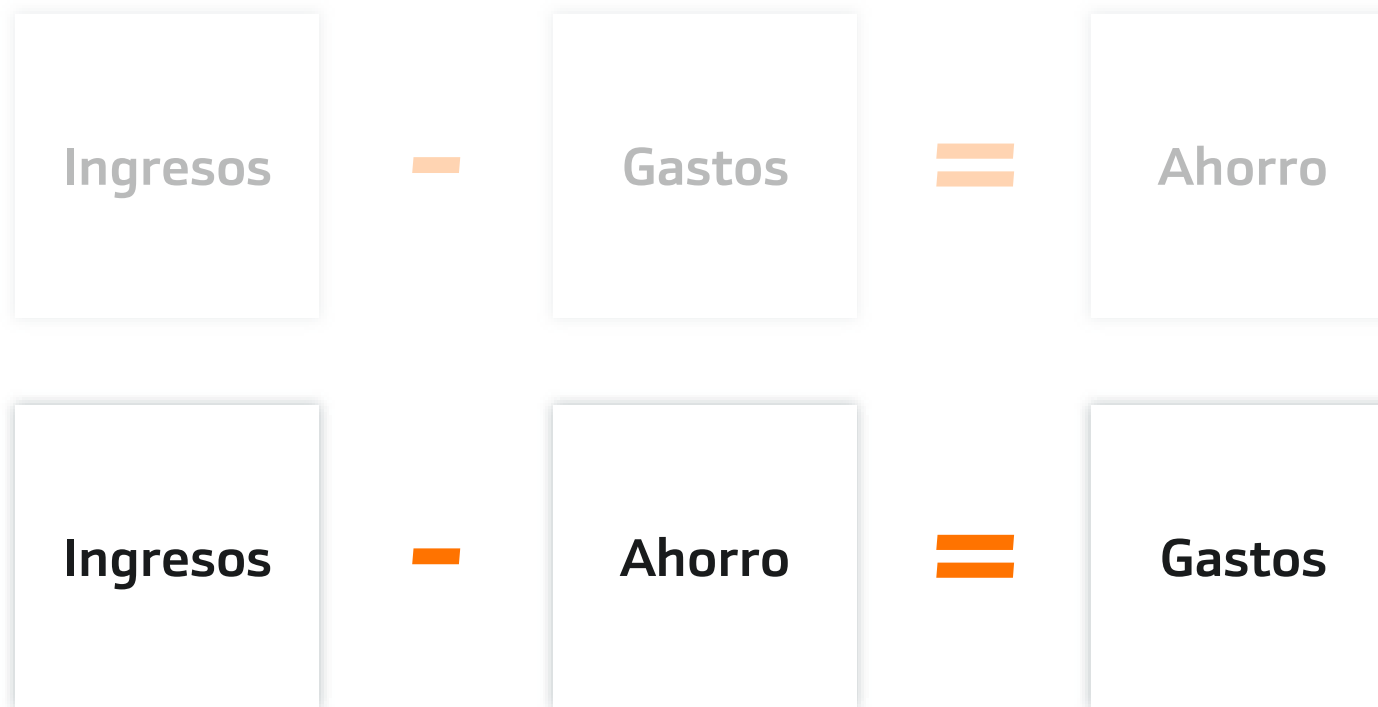 Ingresos - Gastos = Ahorro
Ingresos - Ahorro = Gastos